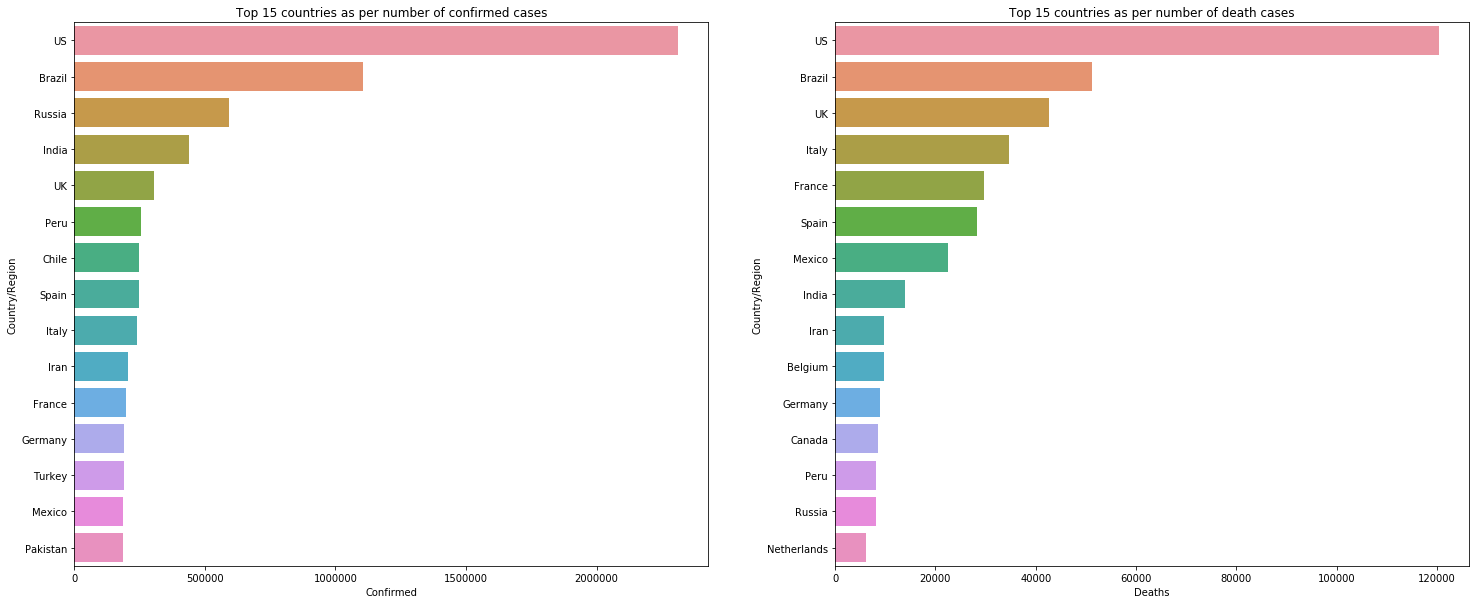 Top 15 countries as per number of confirmed cases
Country/Region
US
Brazil
Russia
India
UK
Peru
Chile
Spain
Italy
Iran
France
Germany
Turkey
Mexico
Pakistan
0 500000 1000000 1500000 2000000
Confirmed
Top 15 countries as per number of death cases
Country/Region
US
Brazil
UK
Italy
France
Spain
Mexico
India
Iran
Belgium
Germany
Canada
Peru
Russia
Netherlands
0 20000 40000 60000 80000 100000 120000
Deaths